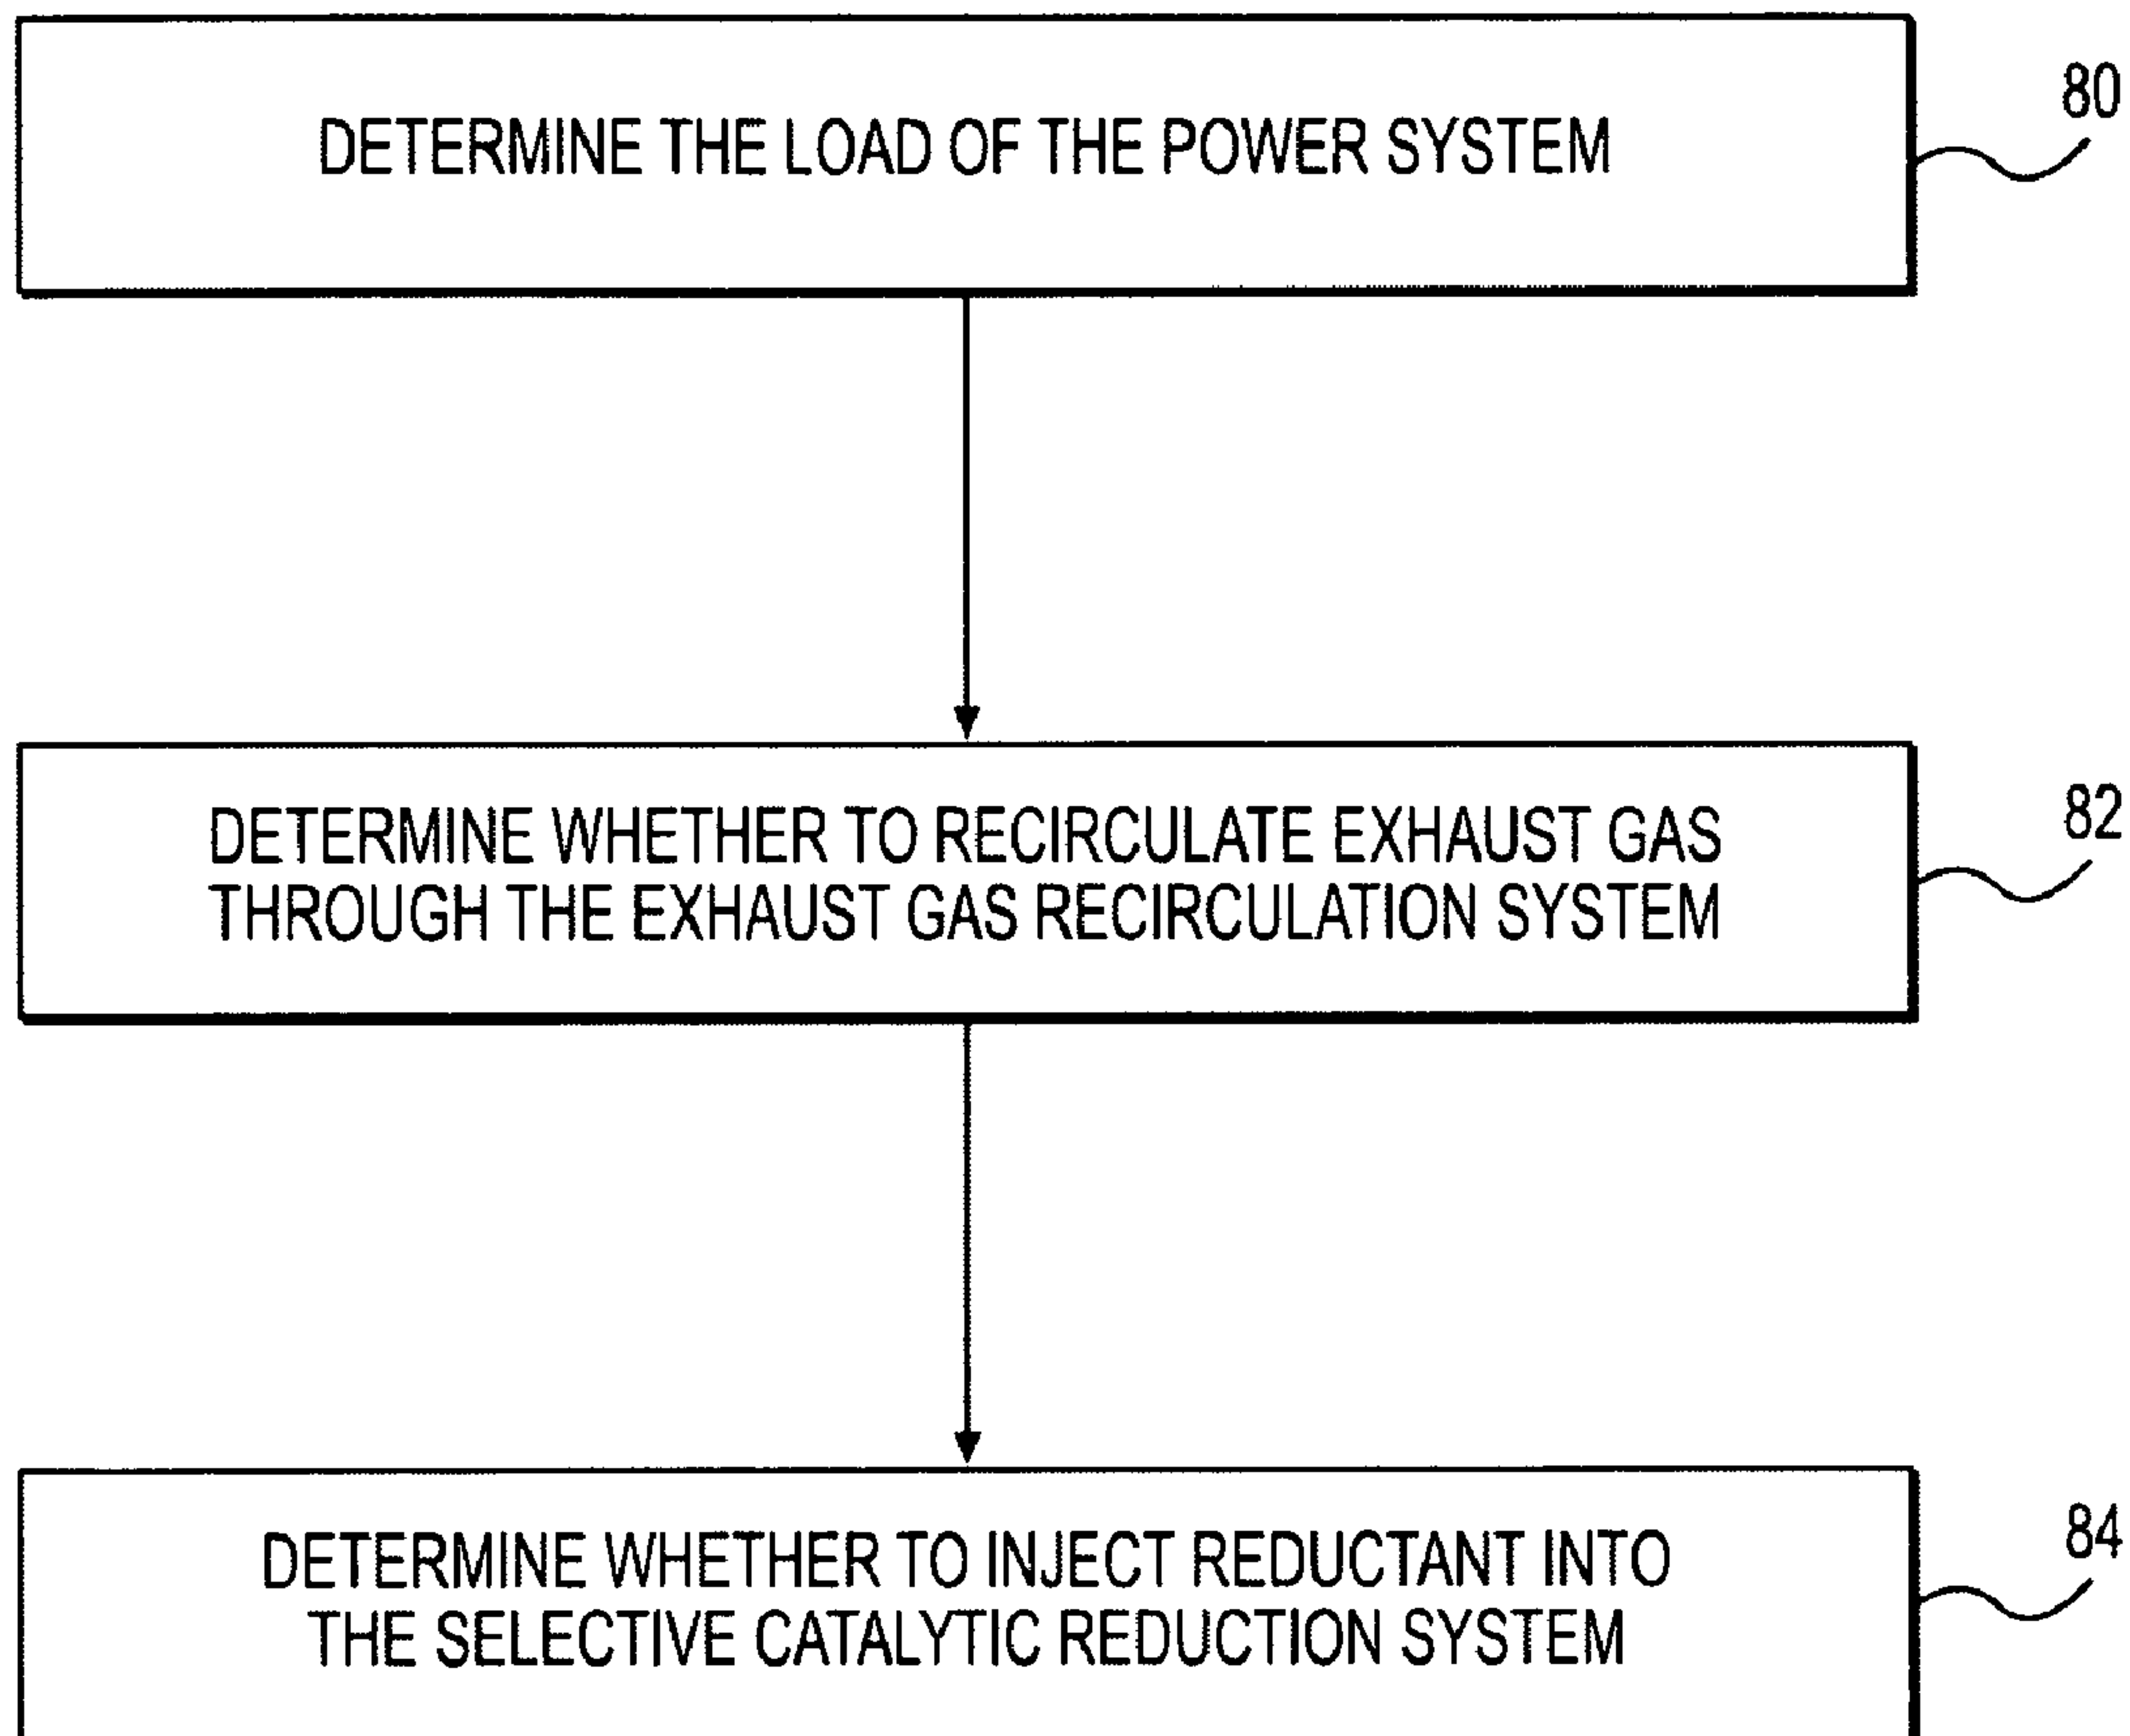 DETERMINE THE LOAD OF THE POWER SYSTEM
80
DETERMINE WHETHER TO RECIRCULATE EXHAUST GAS
THROUGH THE EXHAUST GAS RECIRCULATION SYSTEM
82
DETERMINE WHETHER TO INJECT REDUCTANT INTO
THE SELECTIVE CATALYTIC REDUCTION SYSTEM
84